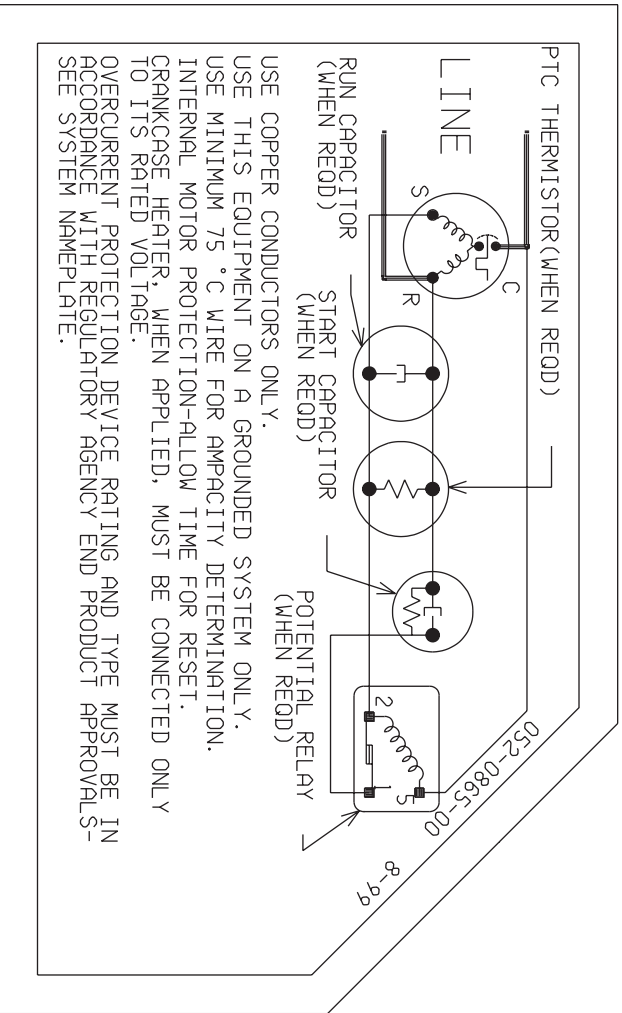 PTC THERMISTOR(WHEN REQD)
LINE
C
S
R
RUN CAPACITOR
(WHEN REQD)
START CAPACITOR
(WHEN REQD)
POTENTIAL RELAY
(WHEN REQD)
2
1
5
052-0865-00
8-99
USE COPPER CONDUCTORS ONLY.
USE THIS EQUIPMENT ON A GROUNDED SYSTEM ONLY.
USE MINIMUM 75 °C WIRE FOR AMPACITY DETERMINATION.
INTERNAL MOTOR PROTECTION-ALLOW TIME FOR RESET.
CRANKCASE HEATER, WHEN APPLIED, MUST BE CONNECTED ONLY
TO ITS RATED VOLTAGE.
OVERCURRENT PROTECTION DEVICE RATING AND TYPE MUST BE IN
ACCORDANCE WITH REGULATORY AGENCY END PRODUCT APPROVALS-
SEE SYSTEM NAMEPLATE.